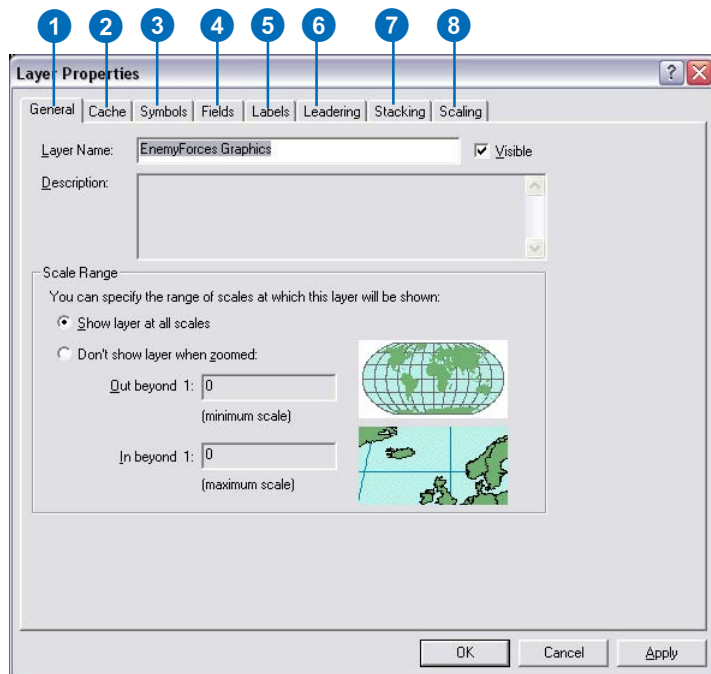 1 2 3 4 5 6 7 8
Layer Properties
General Cache Symbols Fields Labels Leadering Stacking Scaling
Layer Name: EnemyForces Graphics Visible
Description:
Scale Range
You can specify the range of scales at which this layer will be shown:
Show layer at all scales
Don't show layer when zoomed:
Out beyond 1: 0
(minimum scale)
In beyond 1: 0
(maximum scale)
OK Cancel Apply